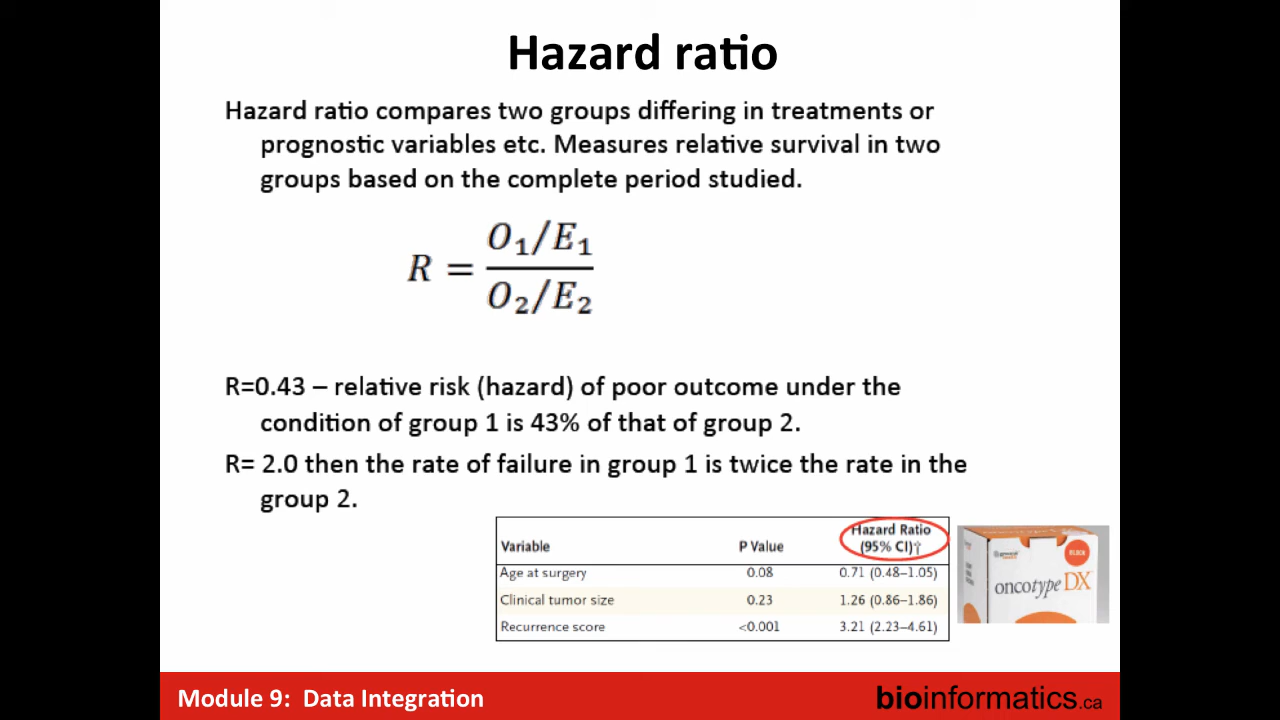 Hazard ratio
Hazard ratio compares two groups differing in treatments or
prognostic variables etc. Measures relative survival in two
groups based on the complete period studied.
R = O₁/E₁
O₂/E₂
R=0.43 – relative risk (hazard) of poor outcome under the
condition of group 1 is 43% of that of group 2.
R= 2.0 then the rate of failure in group 1 is twice the rate in the
group 2.
Variable P Value Hazard Ratio (95% CI)†
Age at surgery 0.08 0.71 (0.48–1.05)
Clinical tumor size 0.23 1.26 (0.86–1.86)
Recurrence score <0.001 3.21 (2.23–4.61)
oncotype DX
Module 9: Data Integration
bioinformatics.ca